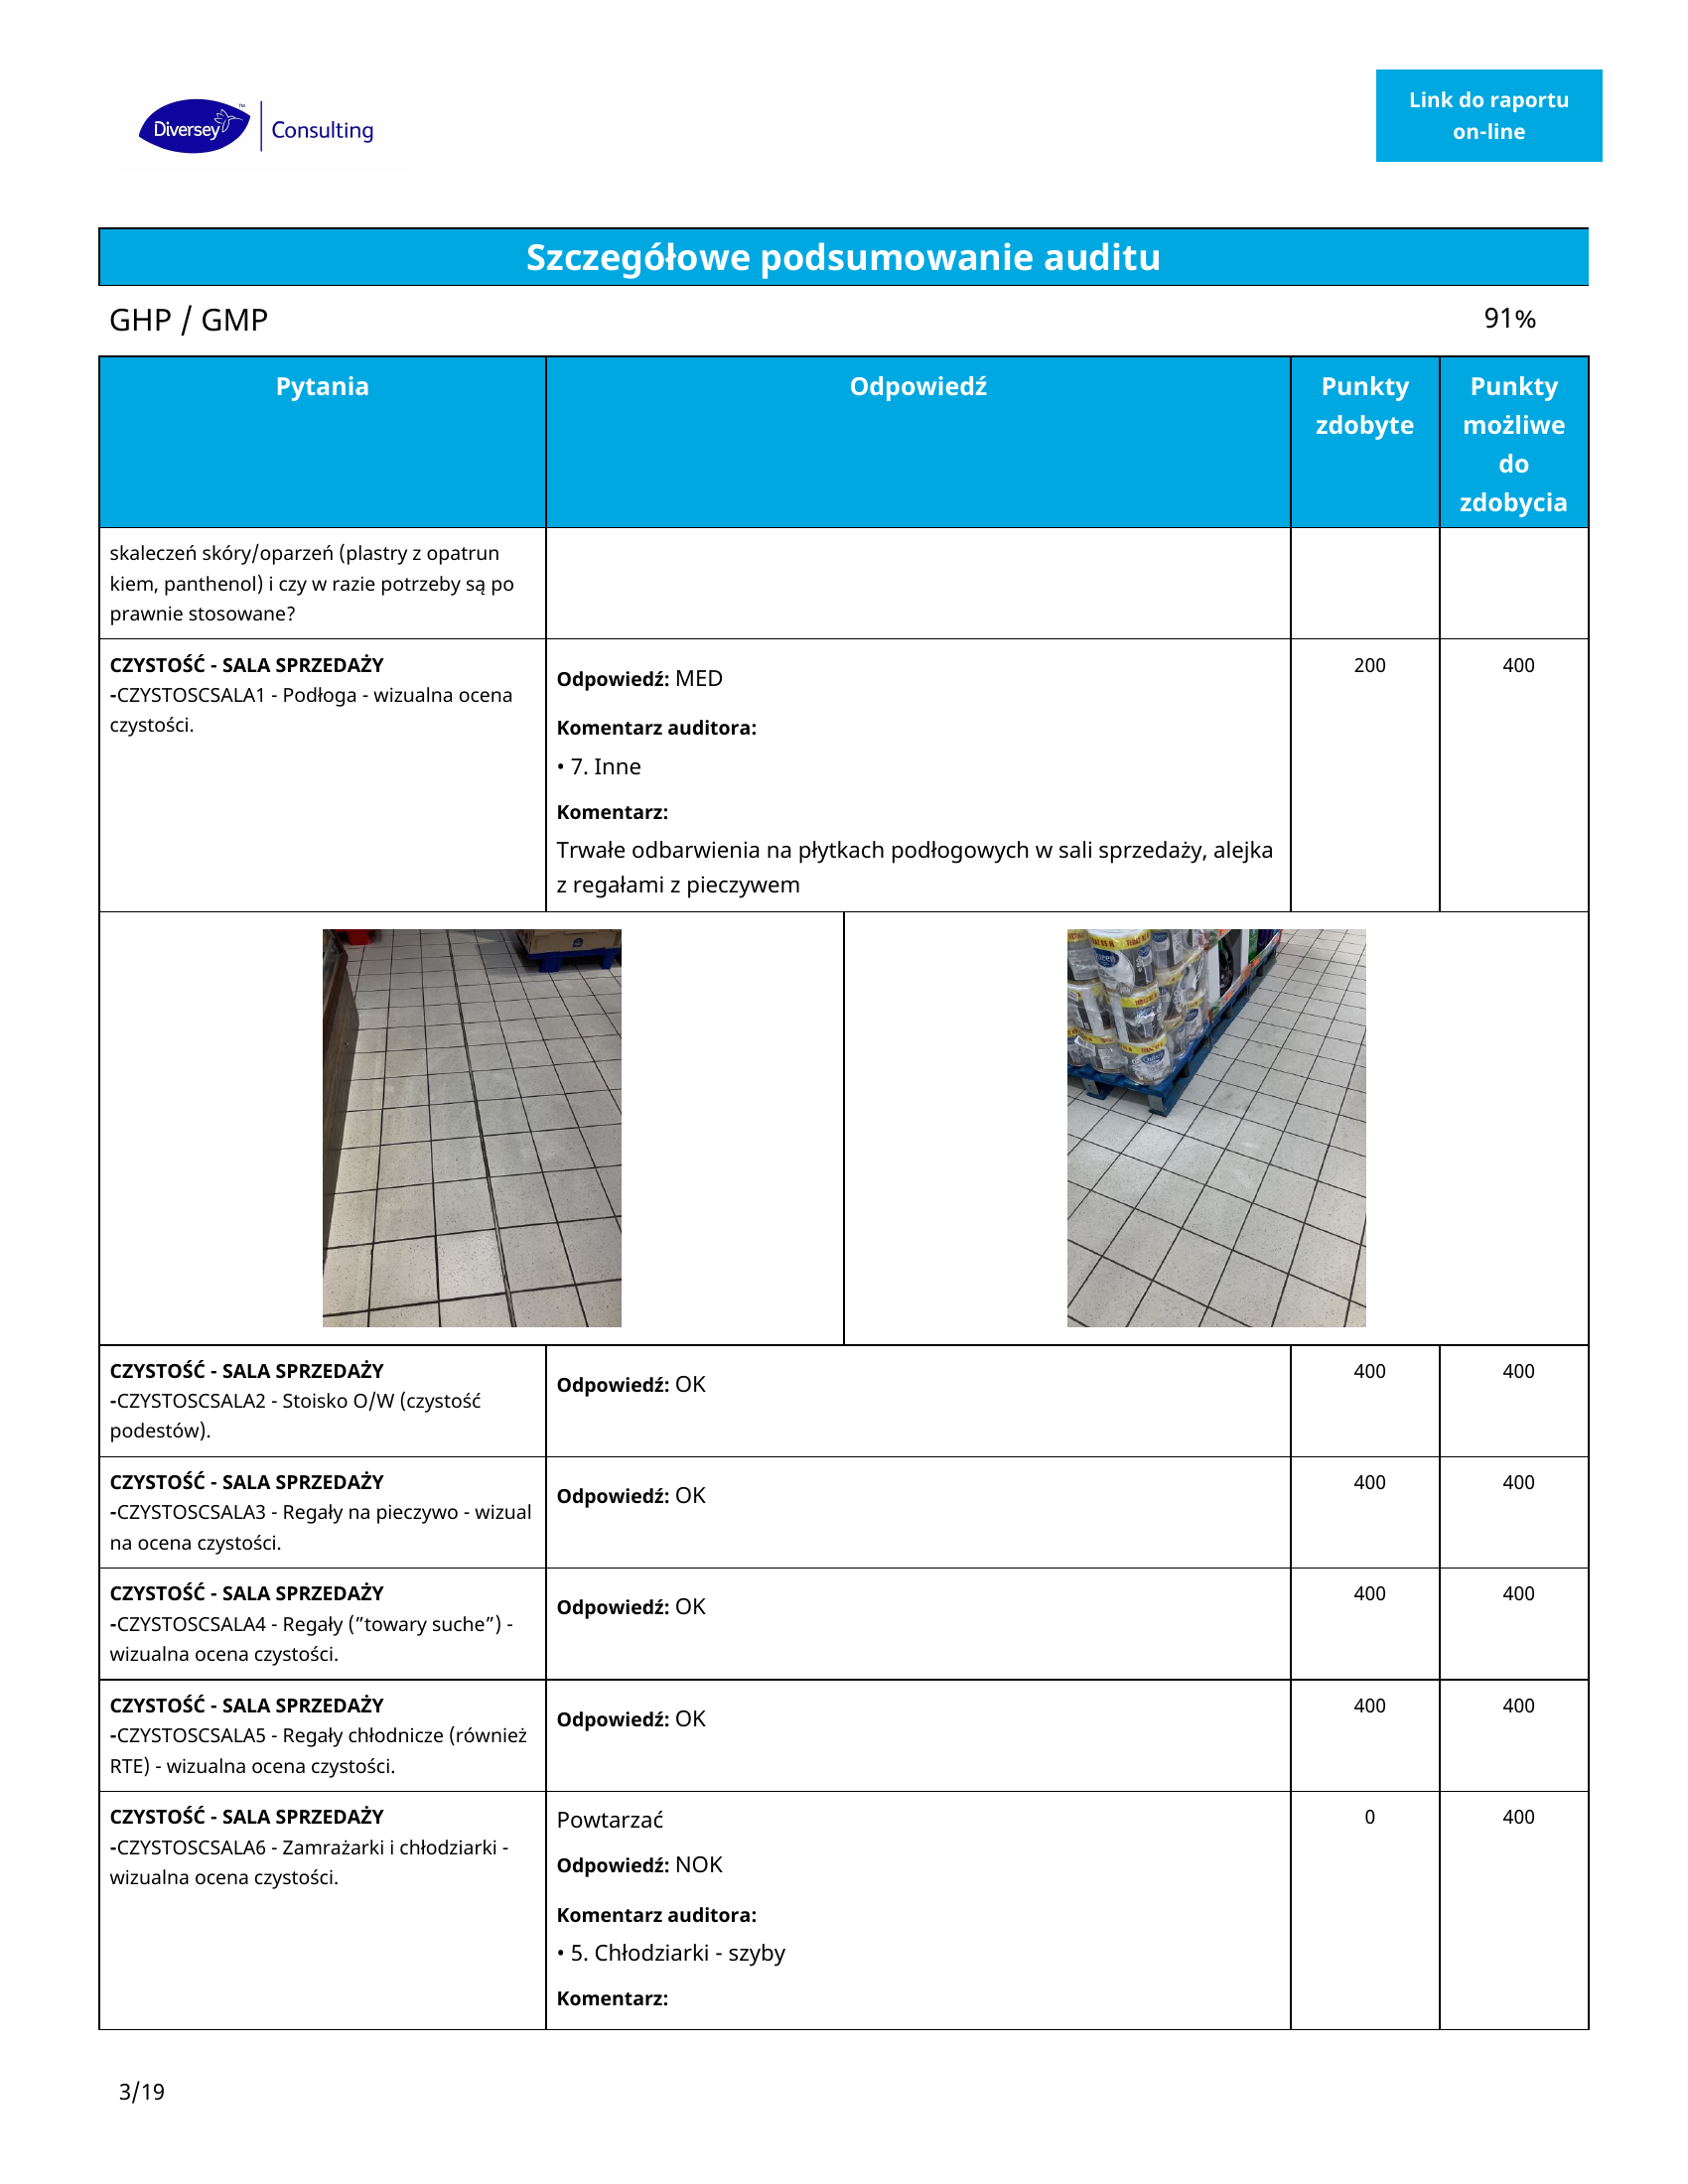 Diversey™ Consulting
Link do raportu
on-line
Szczegółowe podsumowanie auditu
GHP / GMP 91%
Pytania Odpowiedź Punkty zdobyte Punkty możliwe do zdobycia
skaleczeń skóry/oparzeń (plastry z opatrun
kiem, panthenol) i czy w razie potrzeby są po
prawnie stosowane?
CZYSTOŚĆ - SALA SPRZEDAŻY
-CZYSTOSCSALA1 - Podłoga - wizualna ocena
czystości.
Odpowiedź: MED
Komentarz auditora:
• 7. Inne
Komentarz:
Trwałe odbarwienia na płytkach podłogowych w sali sprzedaży, alejka
z regałami z pieczywem
200
400
CZYSTOŚĆ - SALA SPRZEDAŻY
-CZYSTOSCSALA2 - Stoisko O/W (czystość
podestów).
Odpowiedź: OK
400
400
CZYSTOŚĆ - SALA SPRZEDAŻY
-CZYSTOSCSALA3 - Regały na pieczywo - wizual
na ocena czystości.
Odpowiedź: OK
400
400
CZYSTOŚĆ - SALA SPRZEDAŻY
-CZYSTOSCSALA4 - Regały (”towary suche”) -
wizualna ocena czystości.
Odpowiedź: OK
400
400
CZYSTOŚĆ - SALA SPRZEDAŻY
-CZYSTOSCSALA5 - Regały chłodnicze (również
RTE) - wizualna ocena czystości.
Odpowiedź: OK
400
400
CZYSTOŚĆ - SALA SPRZEDAŻY
-CZYSTOSCSALA6 - Zamrażarki i chłodziarki -
wizualna ocena czystości.
Powtarzać
Odpowiedź: NOK
Komentarz auditora:
• 5. Chłodziarki - szyby
Komentarz:
0
400
3/19